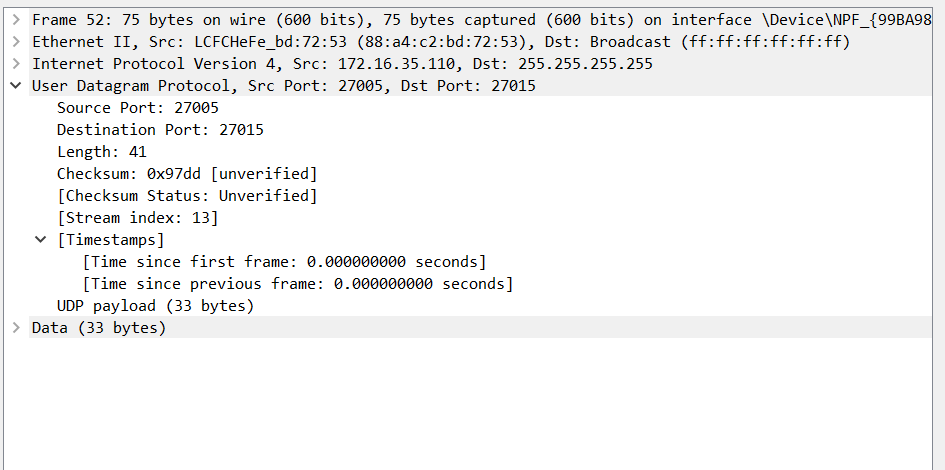 Frame 52: 75 bytes on wire (600 bits), 75 bytes captured (600 bits) on interface \Device\NPF_{99BA98
Ethernet II, Src: LCFCHeFe_bd:72:53 (88:a4:c2:bd:72:53), Dst: Broadcast (ff:ff:ff:ff:ff:ff)
Internet Protocol Version 4, Src: 172.16.35.110, Dst: 255.255.255.255
User Datagram Protocol, Src Port: 27005, Dst Port: 27015
Source Port: 27005
Destination Port: 27015
Length: 41
Checksum: 0x97dd [unverified]
[Checksum Status: Unverified]
[Stream index: 13]
[Timestamps]
[Time since first frame: 0.000000000 seconds]
[Time since previous frame: 0.000000000 seconds]
UDP payload (33 bytes)
Data (33 bytes)